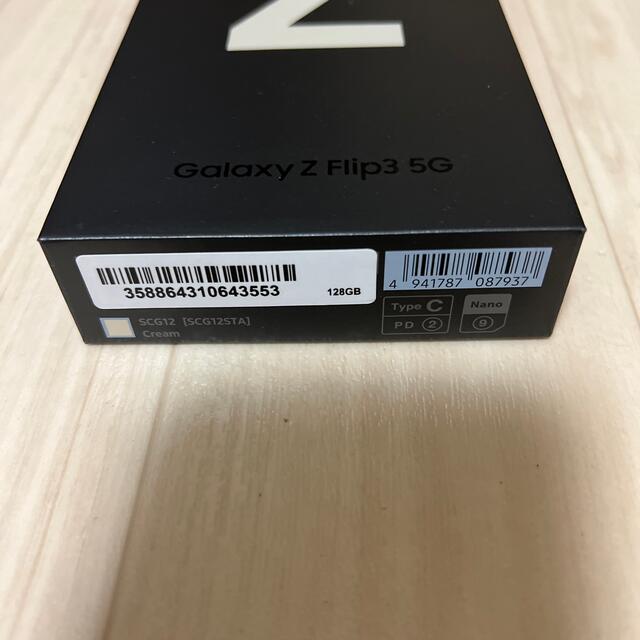 Z
Galaxy Z Flip3 5G
358864310643553 128GB
SCG12 [SCG12STA]
Cream
4 941787 087937
Type C
PD 2
Nano
9